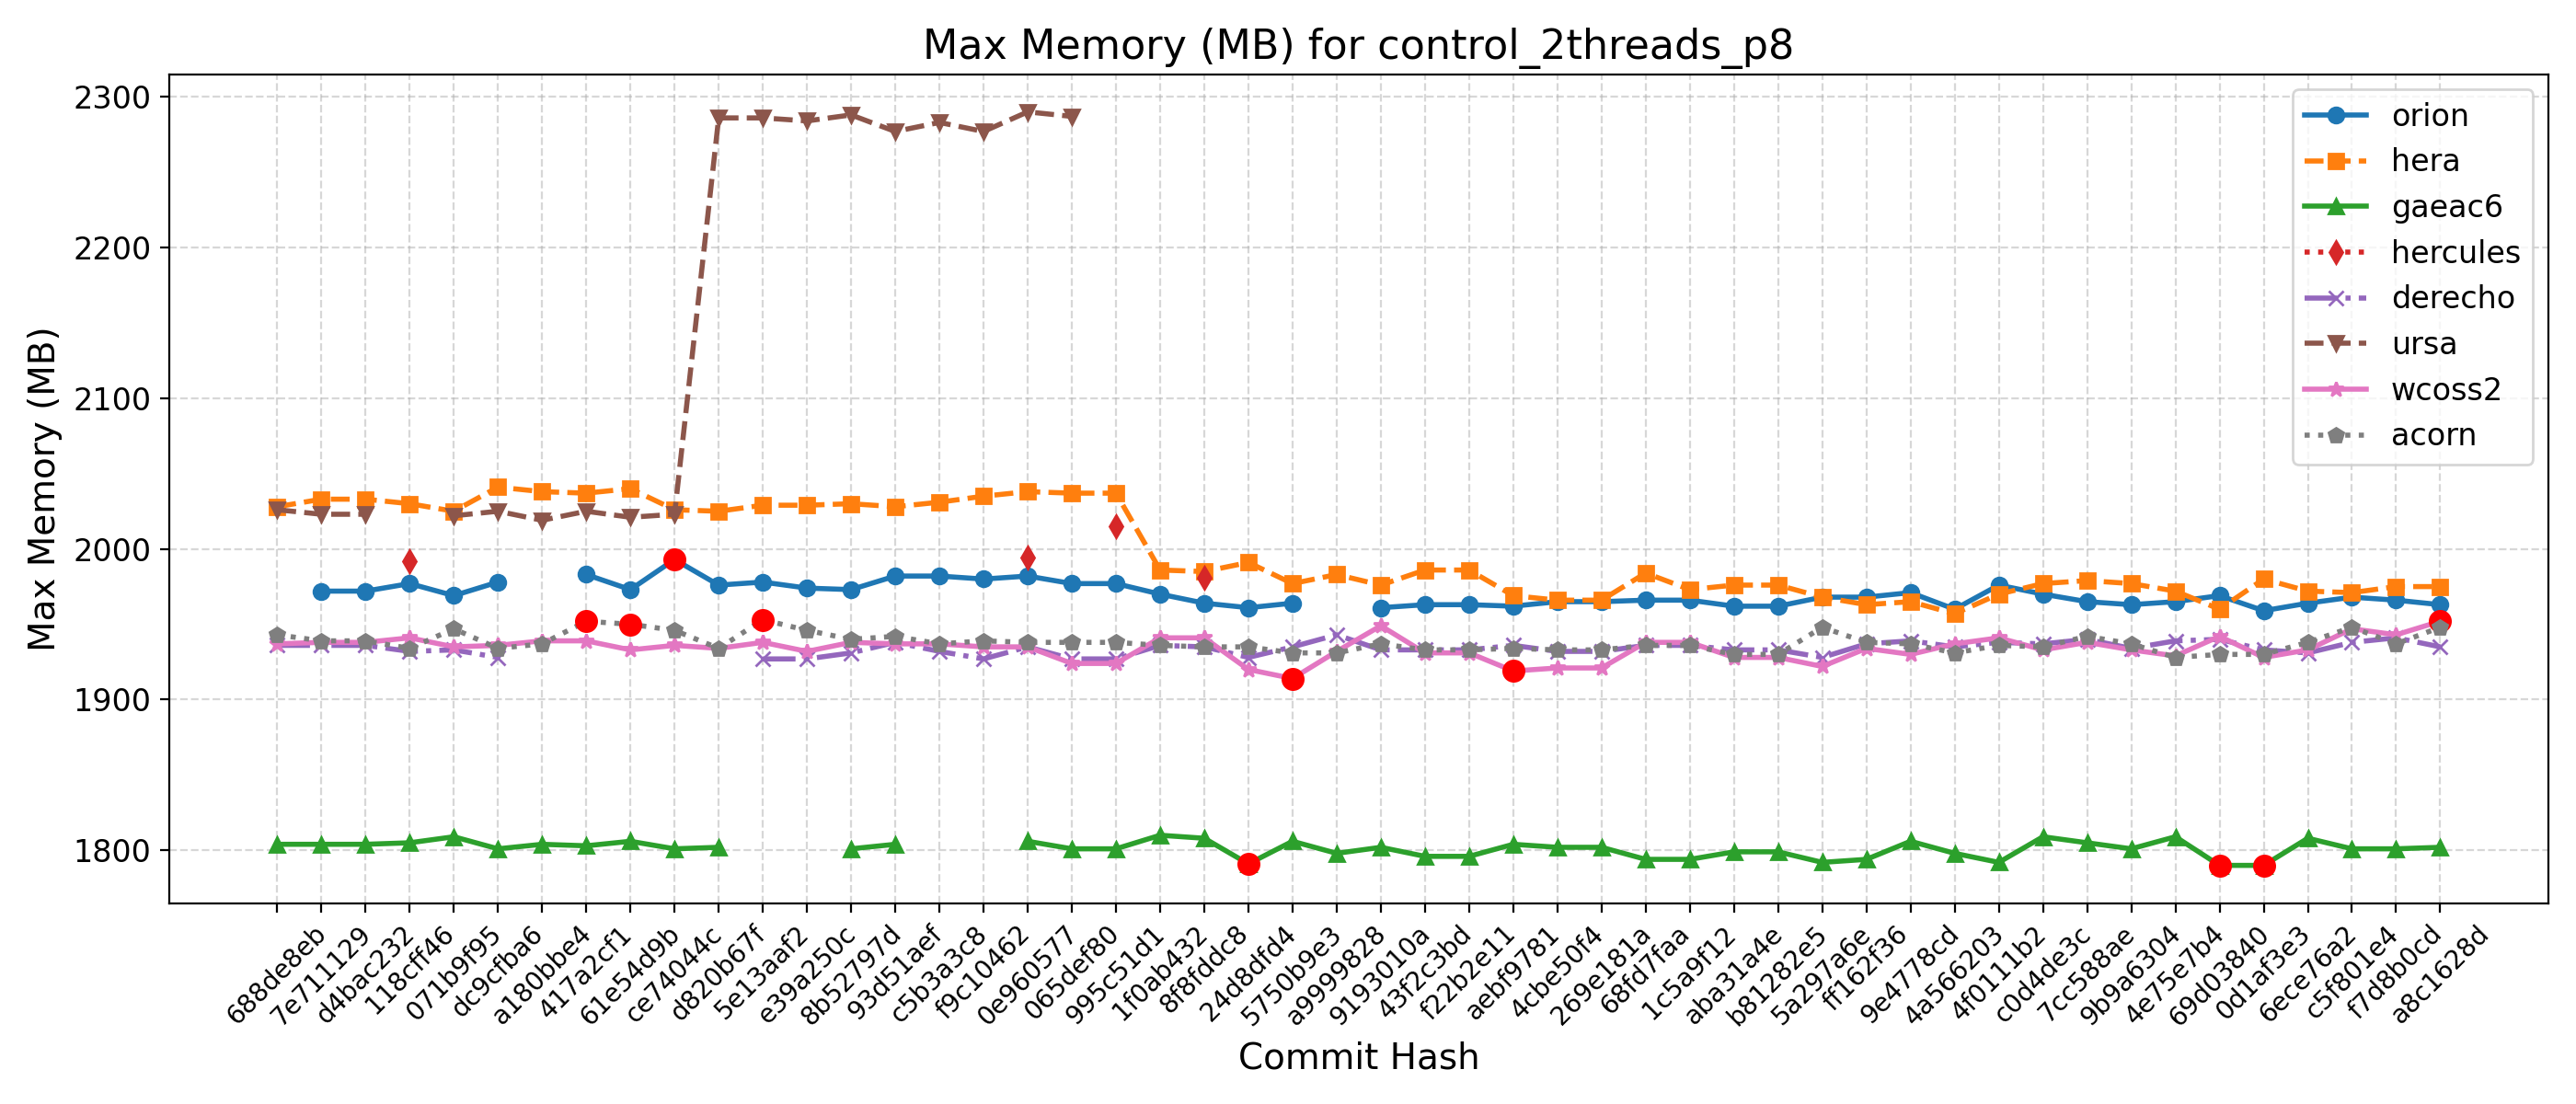 Max Memory (MB) for control_2threads_p8
Max Memory (MB)
2300
2200
2100
2000
1900
1800
orion
hera
gaeac6
hercules
derecho
ursa
wcoss2
acorn
688de8eb
7e711129
d4bac232
118cff46
071b9f95
dc9cfba6
a180bbe4
417a2cf1
61e54d9b
ce74044c
d820b67f
5e13aaf2
e39a250c
8b52797d
93d51aef
c5b3a3c8
f9c10462
0e960577
065def80
995c51d1
1f0ab432
8f8fddc8
24d8dfd4
5750b9e3
a9999828
9193010a
43f2c3bd
f22b2e11
aebf9781
4cbe50f4
269e181a
68fd7faa
1c5a9f12
aba31a4e
b81282e5
5a297a6e
ff162f36
9e4778cd
4a566203
4f0111b2
c0d4de3c
7cc588ae
9b9a6304
4e75e7b4
69d03840
0d1af3e3
6ece76a2
c5f801e4
f7d8b0cd
a8c1628d
Commit Hash